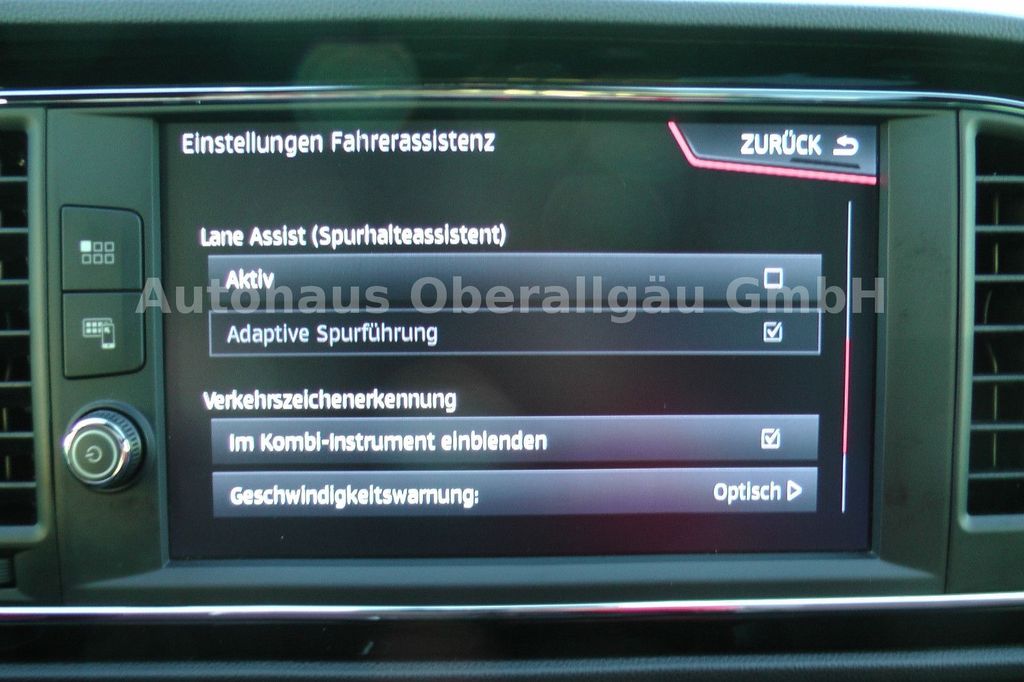 Einstellungen Fahrerassistenz
ZURÜCK
Lane Assist (Spurhalteassistent)
Aktiv
Autohaus Oberallgäu GmbH
Adaptive Spurführung
Verkehrszeichenerkennung
Im Kombi-Instrument einblenden
Geschwindigkeitswarnung: Optisch